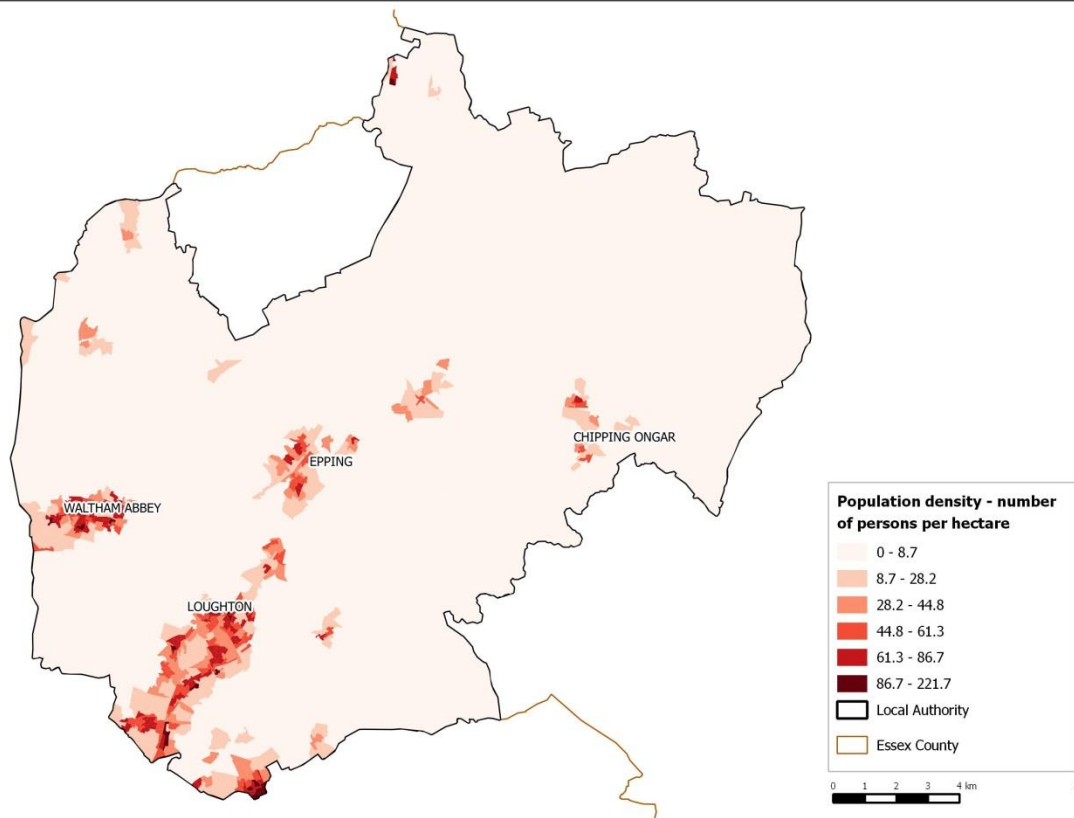 CHIPPING ONGAR
EPPING
WALTHAM ABBEY
LOUGHTON
Population density - number
of persons per hectare
0 - 8.7
8.7 - 28.2
28.2 - 44.8
44.8 - 61.3
61.3 - 86.7
86.7 - 221.7
Local Authority
Essex County
0 1 2 3 4 km